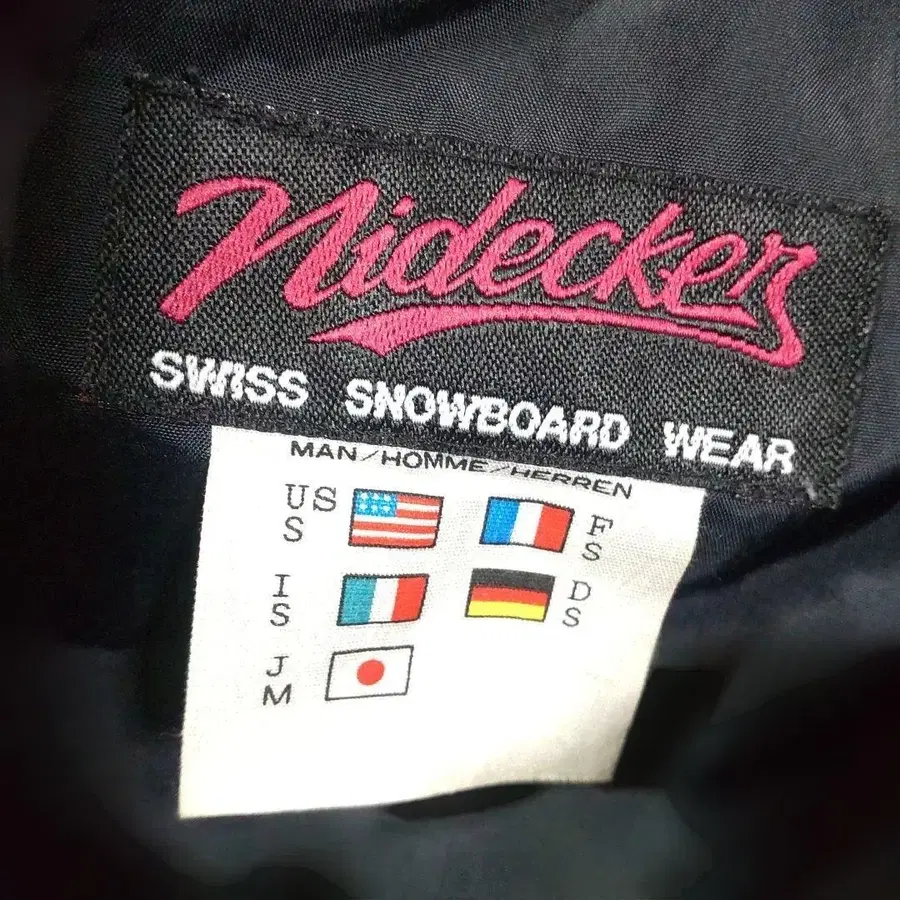 Nidecker
SWISS SNOWBOARD WEAR
MAN/HOMME/HERREN
US F
S S
I D
S S
J
M